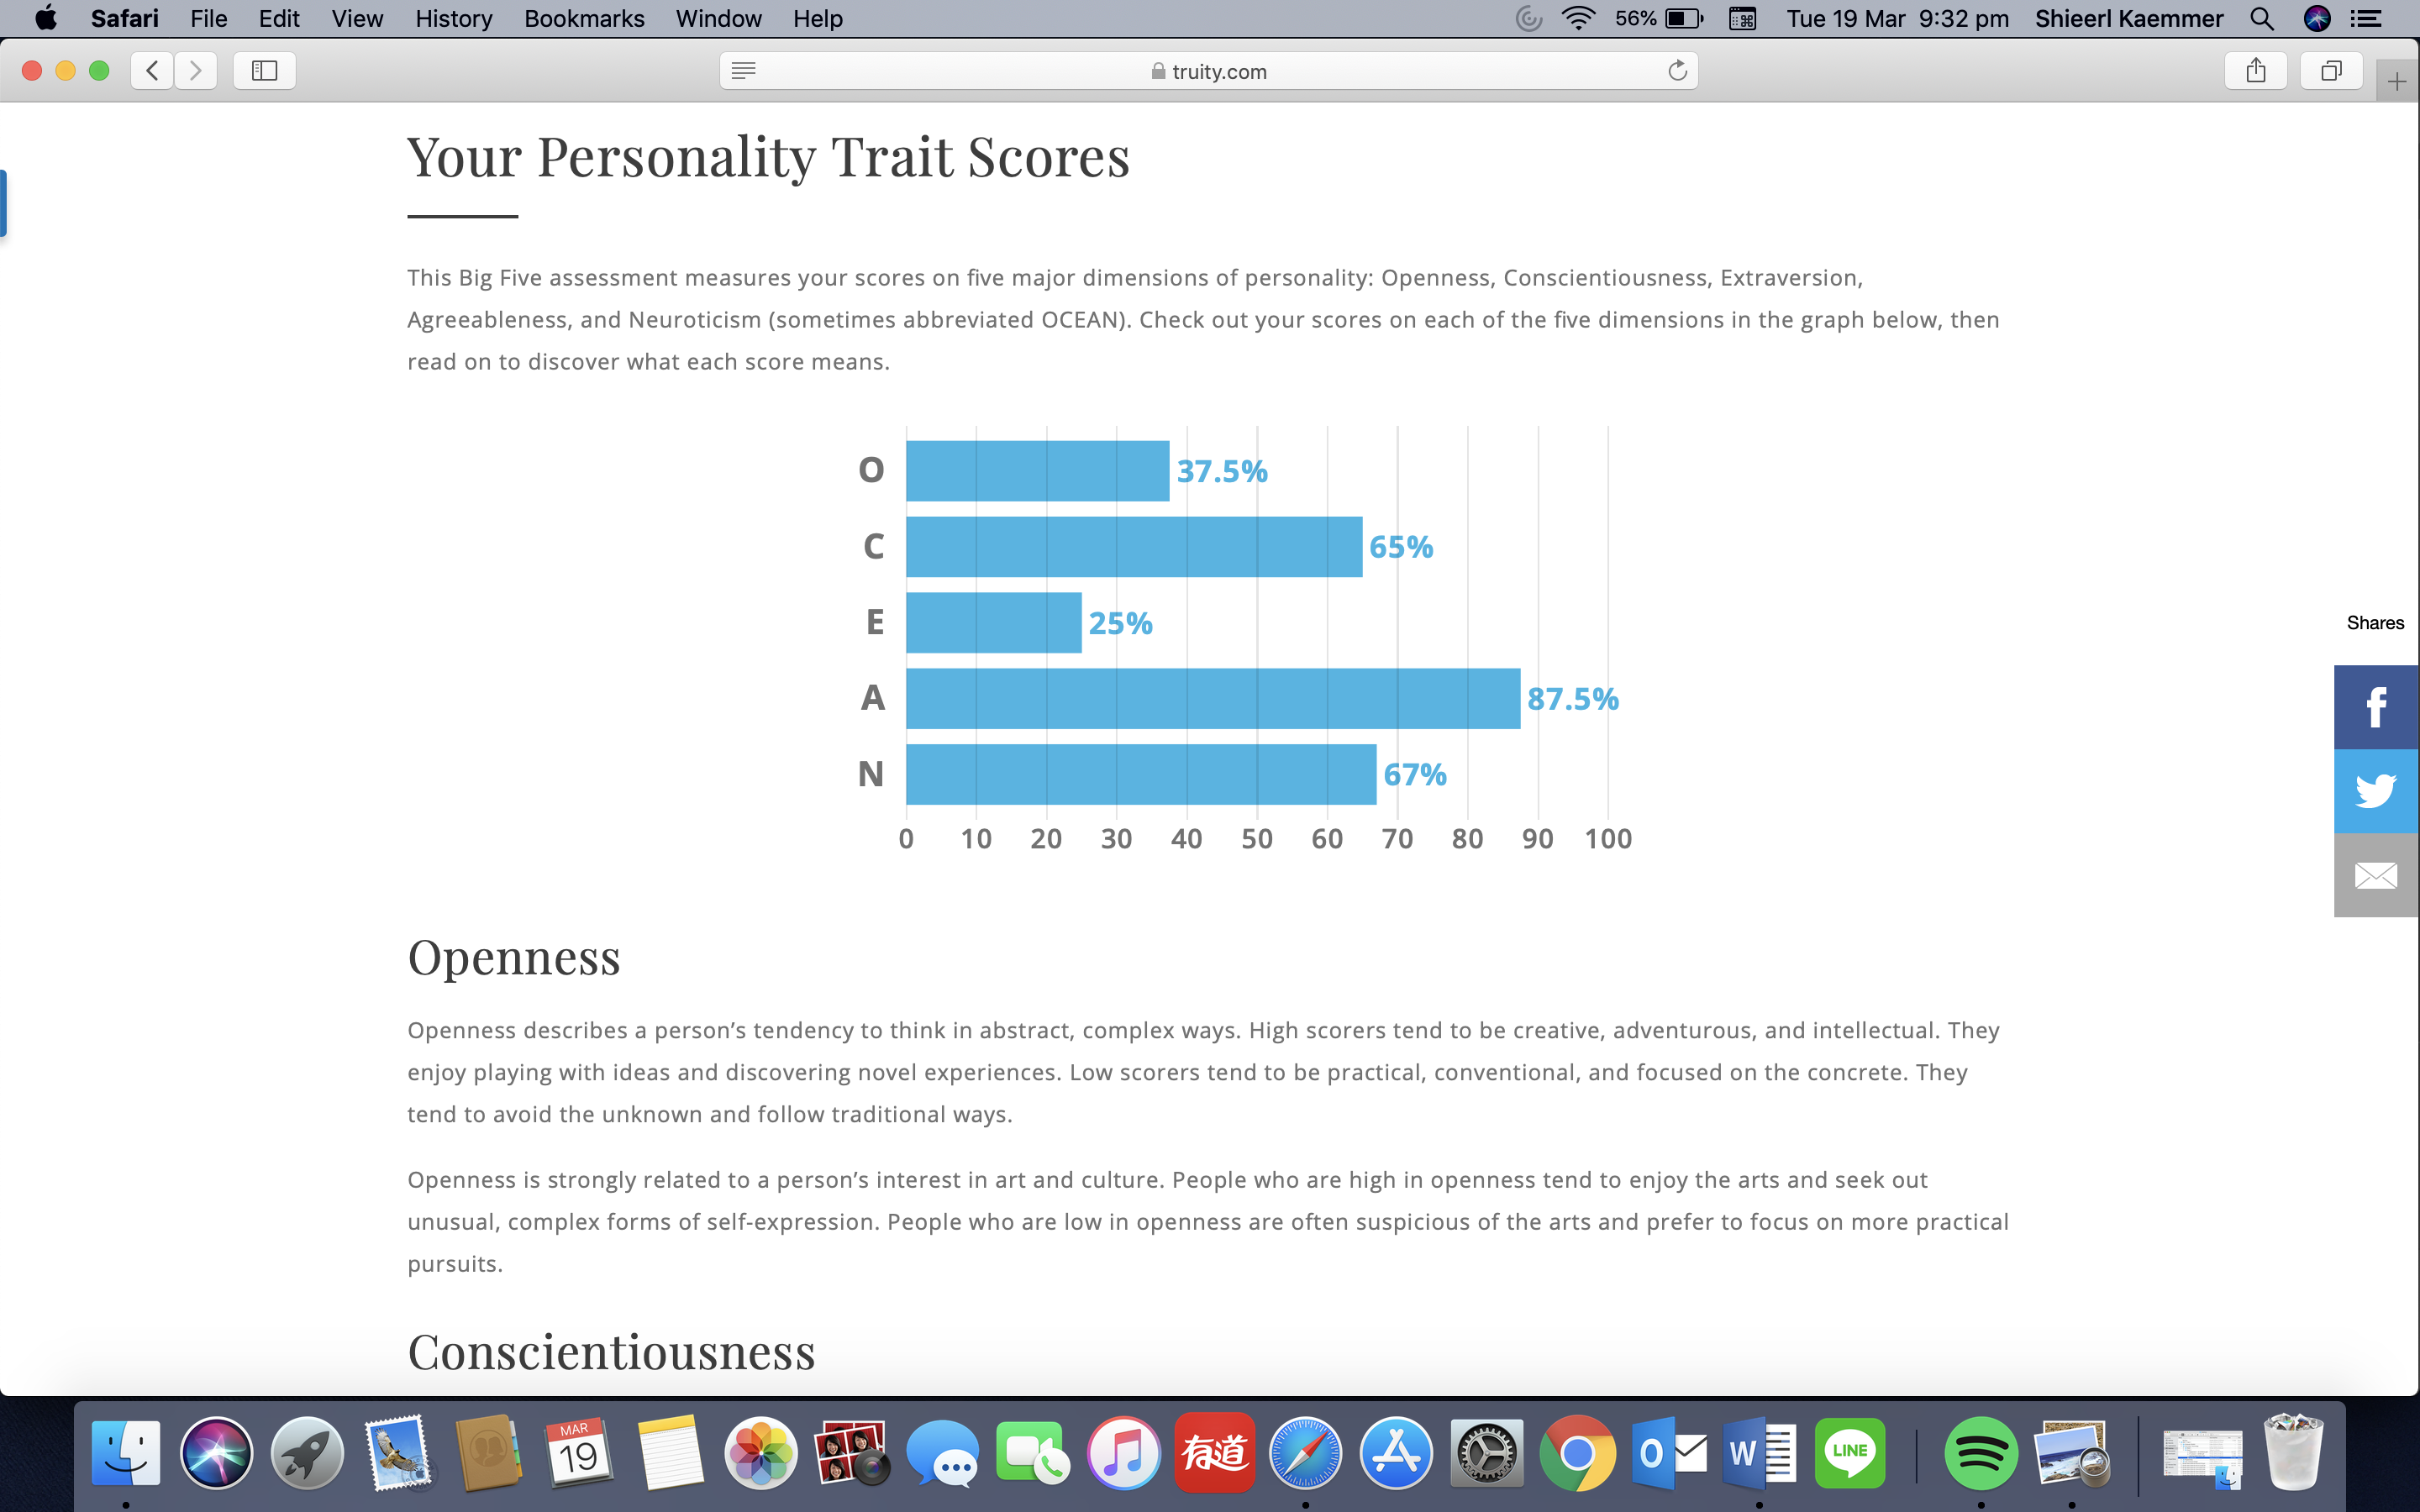 Safari File Edit View History Bookmarks Window Help 56% Tue 19 Mar 9:32 pm Shieerl Kaemmer
truity.com
Your Personality Trait Scores
This Big Five assessment measures your scores on five major dimensions of personality: Openness, Conscientiousness, Extraversion,
Agreeableness, and Neuroticism (sometimes abbreviated OCEAN). Check out your scores on each of the five dimensions in the graph below, then
read on to discover what each score means.
O 37.5%
C 65%
E 25%
A 87.5%
N 67%
0 10 20 30 40 50 60 70 80 90 100
Shares
Openness
Openness describes a person’s tendency to think in abstract, complex ways. High scorers tend to be creative, adventurous, and intellectual. They
enjoy playing with ideas and discovering novel experiences. Low scorers tend to be practical, conventional, and focused on the concrete. They
tend to avoid the unknown and follow traditional ways.
Openness is strongly related to a person’s interest in art and culture. People who are high in openness tend to enjoy the arts and seek out
unusual, complex forms of self-expression. People who are low in openness are often suspicious of the arts and prefer to focus on more practical
pursuits.
Conscientiousness
MAR
19
有道
O
W
LINE